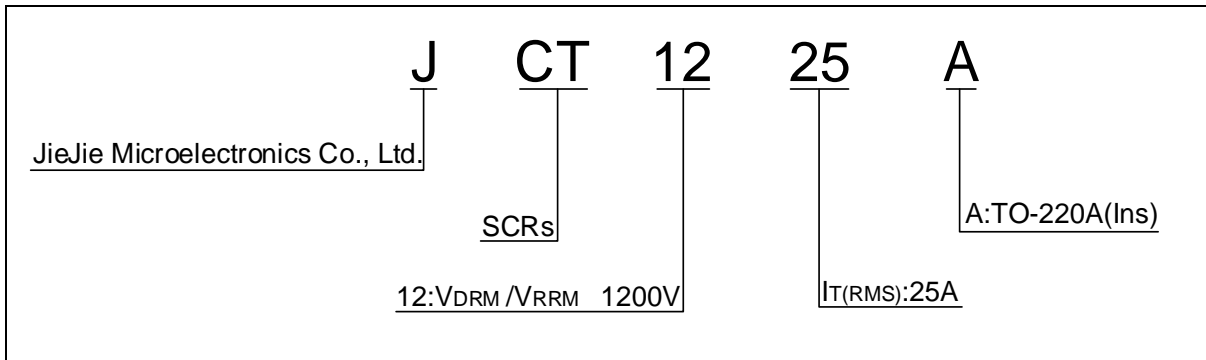 J CT 12 25 A
JieJie Microelectronics Co., Ltd.
A:TO-220A(Ins)
SCRs
12:VDRM /VRRM 1200V
IT(RMS):25A